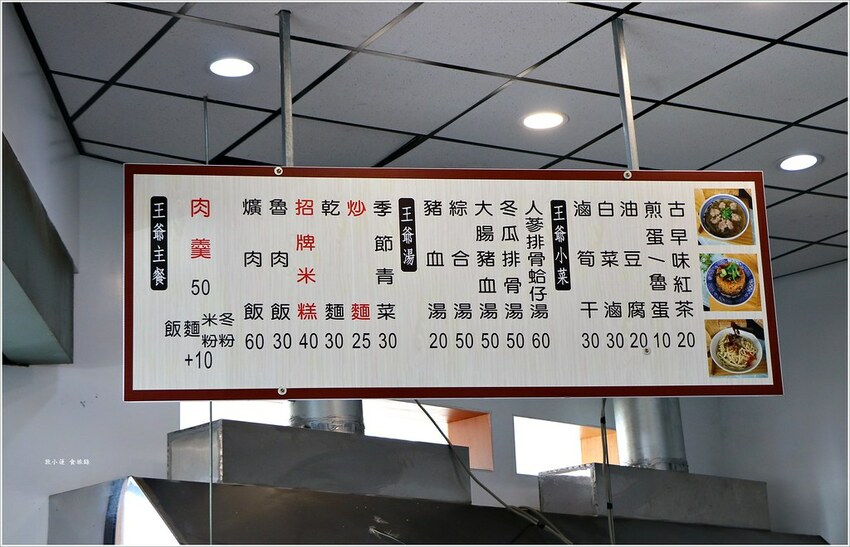 王爺主餐
肉羹 50
飯 麵 米粉 冬粉 +10
爌肉飯 60
魯肉飯 30
招牌米糕 40
乾麵 30
炒麵 25
季節青菜 30
王爺湯
豬血湯 20
綜合湯 50
大腸豬血湯 50
冬瓜排骨湯 50
人蔘排骨蛤仔湯 60
王爺小菜
滷筍干 30
白菜滷 30
油豆腐 20
煎蛋/魯蛋 10
古早味紅茶 20